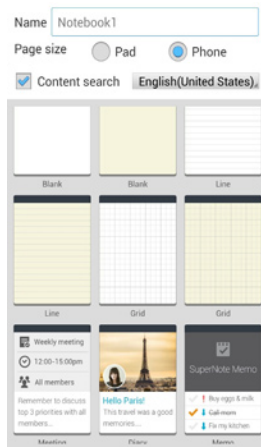 Name Notebook1
Page size Pad Phone
Content search English(United States)
Blank Blank Line
Line Grid Grid
Weekly meeting
12:00-15:00pm
All members
Remember to discuss
top 3 priorities with all
members...
Hello Paris!
This travel was a good
memories....
SuperNote Memo
Buy eggs & milk
Call mom
Fix my kitchen
Meeting Diary Memo